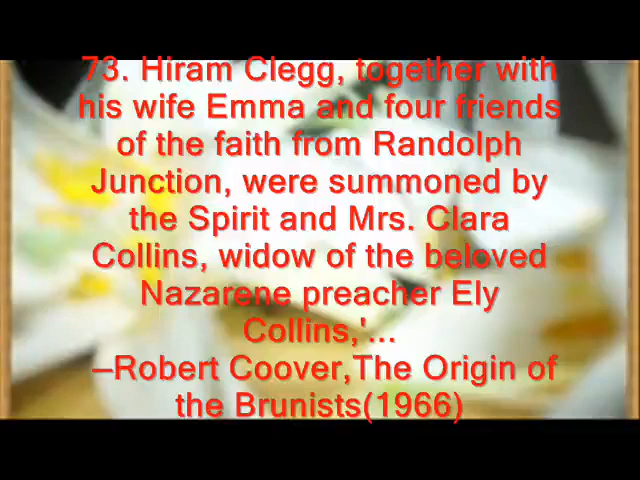 73. Hiram Clegg, together with
his wife Emma and four friends
of the faith from Randolph
Junction, were summoned by
the Spirit and Mrs. Clara
Collins, widow of the beloved
Nazarene preacher Ely
Collins,'...
—Robert Coover,The Origin of
the Brunists(1966)